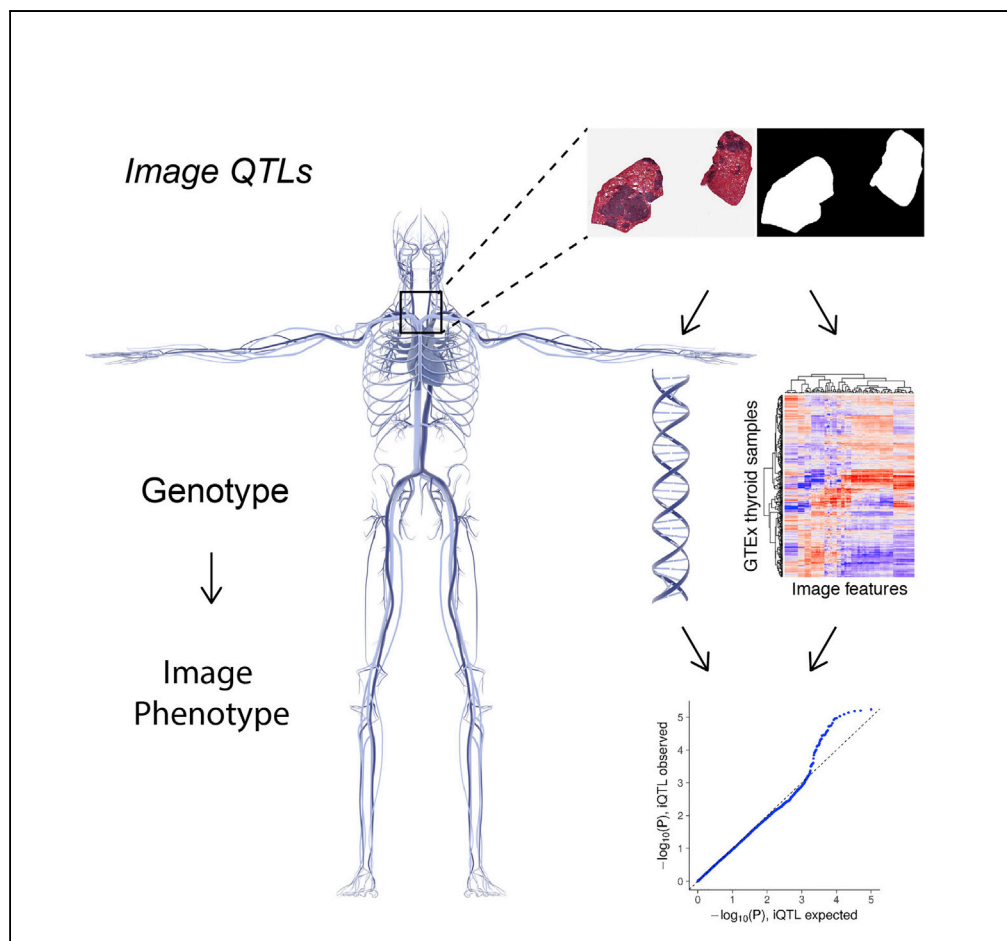 Image QTLs
Genotype
Image
Phenotype
GTEx thyroid samples
Image features
−log10(P), iQTL observed
5
4
3
2
1
0
0 1 2 3 4 5
−log10(P), iQTL expected